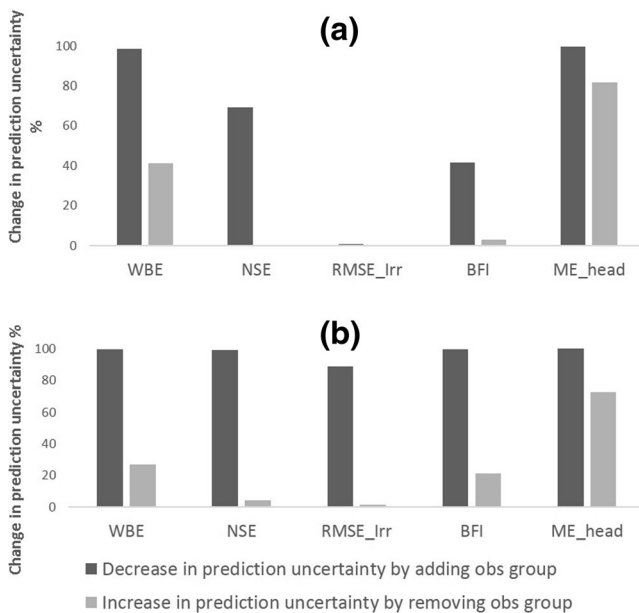 (a)
Change in prediction uncertainty
%
100
80
60
40
20
0
WBE NSE RMSE_Irr BFI ME_head
(b)
Change in prediction uncertainty %
100
80
60
40
20
0
WBE NSE RMSE_Irr BFI ME_head
Decrease in prediction uncertainty by adding obs group
Increase in prediction uncertainty by removing obs group